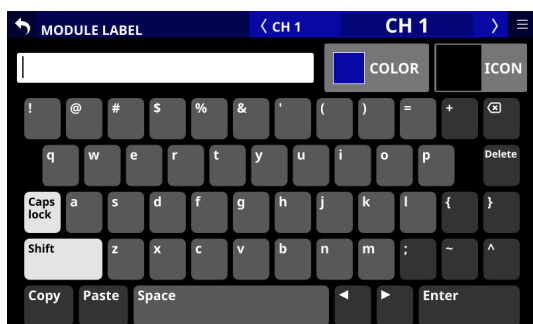 MODULE LABEL CH 1 CH 1
COLOR ICON
! @ # $ % & ' ( ) = +
q w e r t y u i o p Delete
Caps lock a s d f g h j k l { }
Shift z x c v b n m ; ~ ^
Copy Paste Space Enter